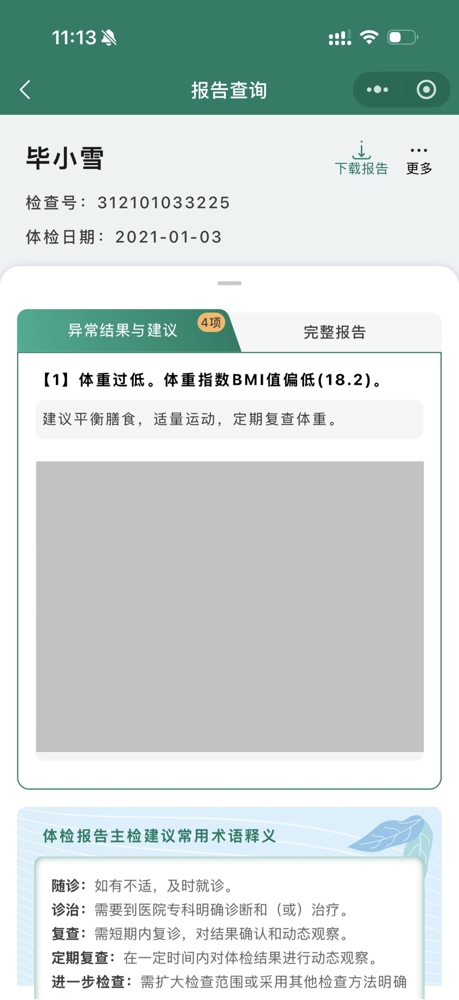 11:13
报告查询
毕小雪
下载报告
更多
检查号：312101033225
体检日期：2021-01-03
异常结果与建议
4项
完整报告
【1】体重过低。体重指数BMI值偏低(18.2)。
建议平衡膳食，适量运动，定期复查体重。
体检报告主检建议常用术语释义
随诊：如有不适，及时就诊。
诊治：需要到医院专科明确诊断和（或）治疗。
复查：需短期内复诊，对结果确认和动态观察。
定期复查：在一定时间内对体检结果进行动态观察。
进一步检查：需扩大检查范围或采用其他检查方法明确